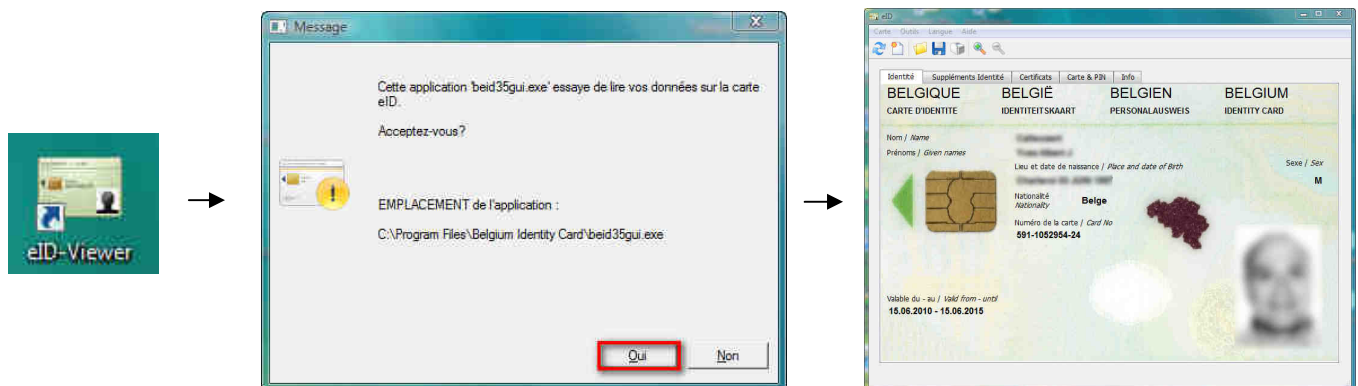 eID-Viewer
Message
Cette application 'beid35gui.exe' essaye de lire vos données sur la carte
eID.
Acceptez-vous?
EMPLACEMENT de l'application :
C:\Program Files\Belgium Identity Card\beid35gui.exe
Oui Non
eID
Carte Outils Langue Aide
Identité Suppléments Identité Certificats Carte & PIN Info
BELGIQUE BELGIË BELGIEN BELGIUM
CARTE D'IDENTITE IDENTITEITSKAART PERSONALAUSWEIS IDENTITY CARD
Nom / Name
Prénoms / Given names
Lieu et date de naissance / Place and date of Birth
Sexe / Sex
M
Nationalité
Nationality Belge
Numéro de la carte / Card No
591-1052954-24
Valable du - au / Valid from - until
15.06.2010 - 15.06.2015